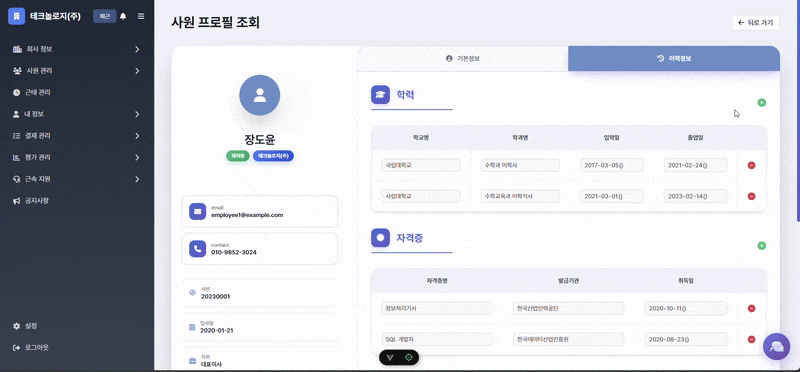 테크놀로지(주) 퇴근
회사 정보
사원 관리
근태 관리
내 정보
결재 관리
평가 관리
근속 지원
공지사항
설정
로그아웃
사원 프로필 조회
뒤로 가기
장도윤
재직중 테크놀로지(주)
email
employee1@example.com
contact
010-9852-3024
사번
20230001
입사일
2020-01-21
직위
대표이사
기본정보 이력정보
학력
학교명 학과명 입학일 졸업일
국립대학교 수학과 이학사 2017-03-05() 2021-02-24()
사립대학교 수학교육과 이학석사 2021-03-01() 2023-02-14()
자격증
자격증명 발급기관 취득일
정보처리기사 한국산업인력공단 2020-10-11()
SQL 개발자 한국데이터산업진흥원 2020-08-23()